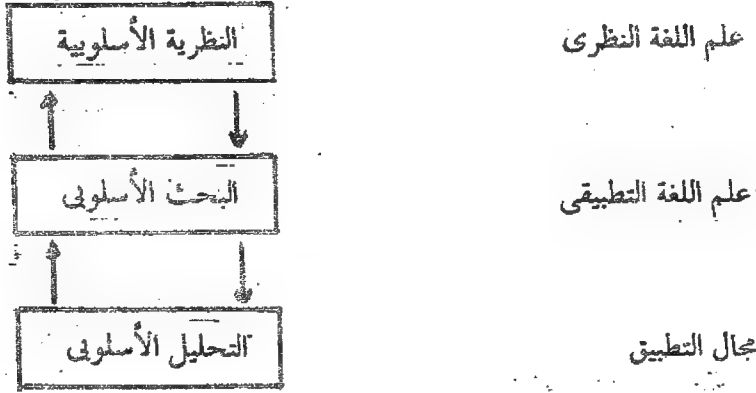 علم اللغة النظرى
النظرية الأسلوبية
علم اللغة التطبيقى
البحث الأسلوبى
مجال التطبيق
التحليل الأسلوبى